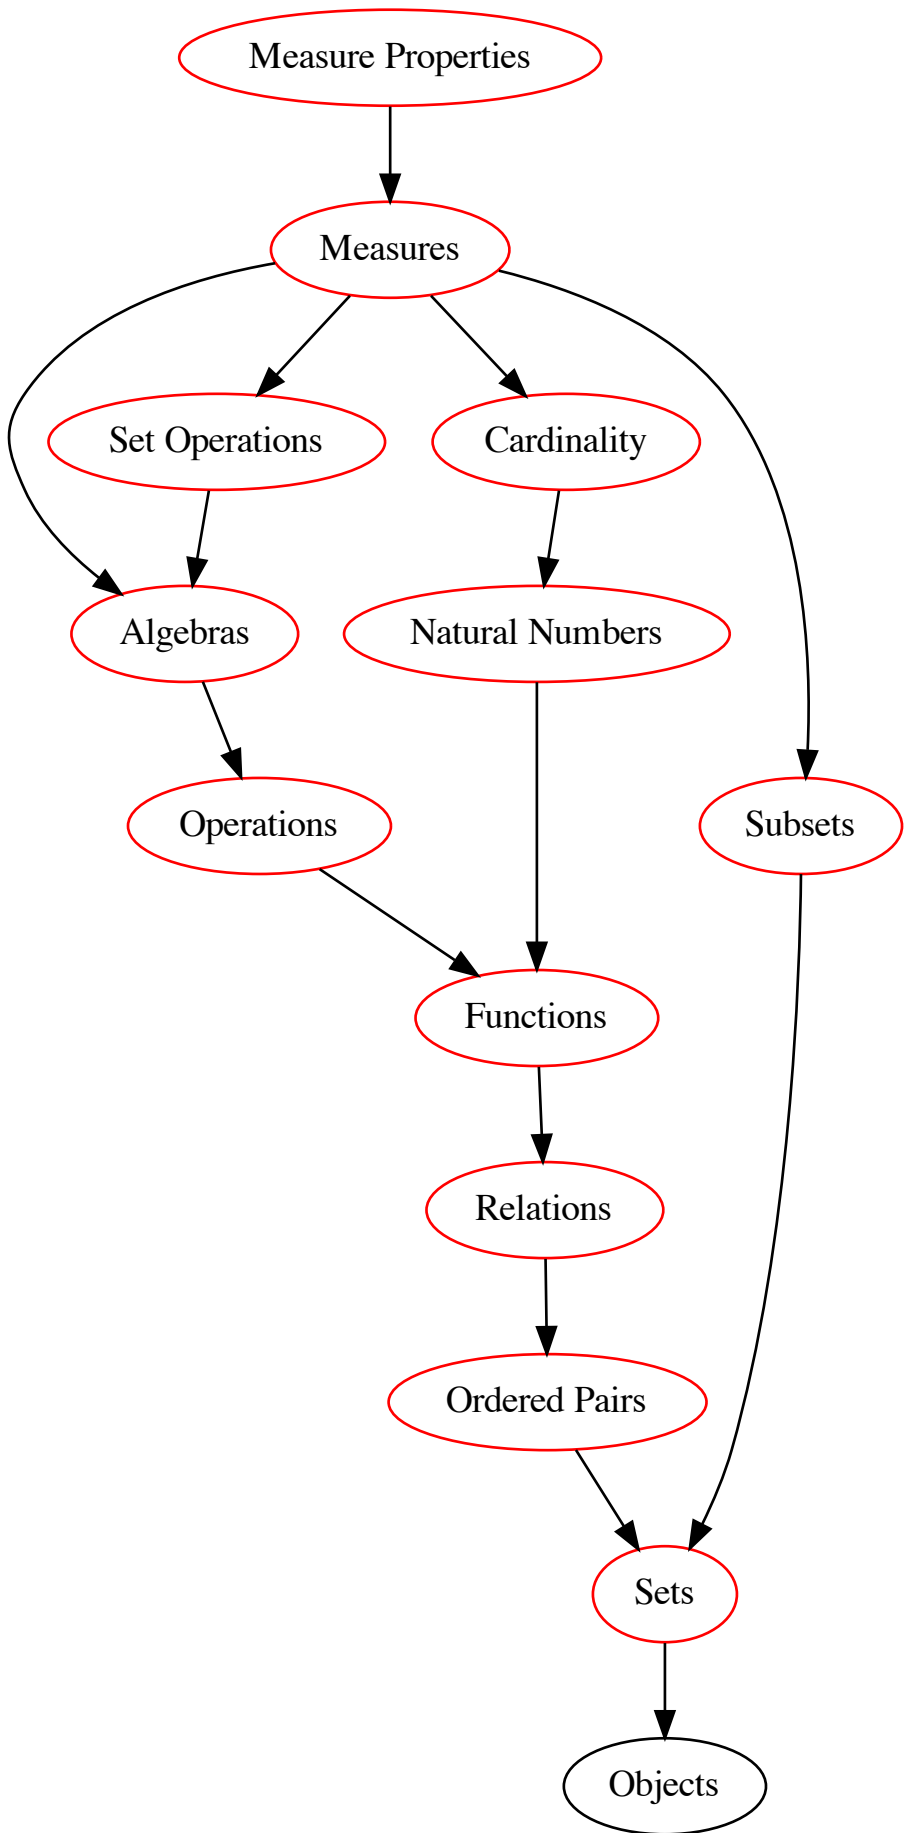 Measure Properties
Measures
Set Operations
Cardinality
Algebras
Natural Numbers
Operations
Subsets
Functions
Relations
Ordered Pairs
Sets
Objects